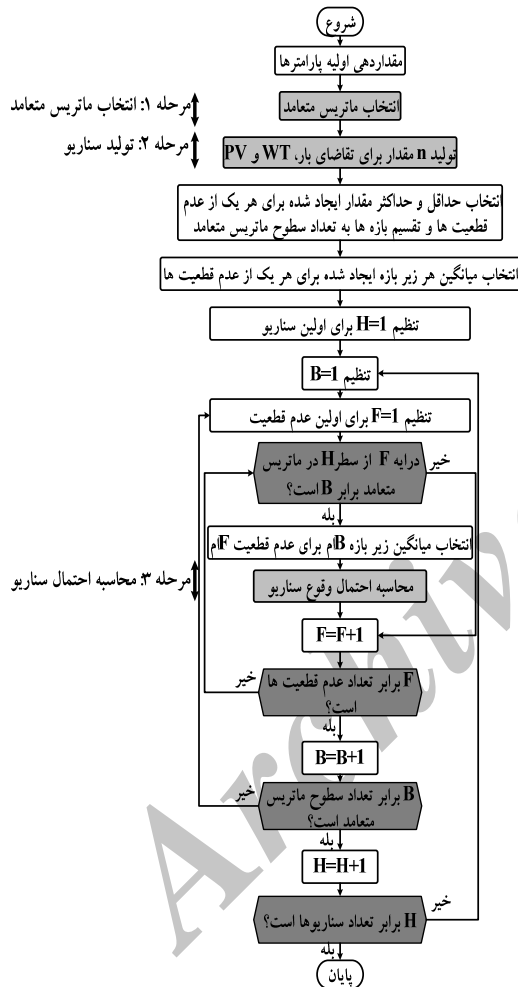 شروع
مقداردهی اولیه پارامترها
انتخاب ماتریس متعامد
مرحله ۱: انتخاب ماتریس متعامد
تولید n مقدار برای تقاضای بار، WT و PV
مرحله ۲: تولید سناریو
انتخاب حداقل و حداکثر مقدار ایجاد شده برای هر یک از عدم
قطعیت ها و تقسیم بازه ها به تعداد سطوح ماتریس متعامد
انتخاب میانگین هر زیر بازه ایجاد شده برای هر یک از عدم قطعیت ها
تنظیم H=1 برای اولین سناریو
تنظیم B=1
تنظیم F=1 برای اولین عدم قطعیت
درایه F از سطرH در ماتریس
متعامد برابر B است؟
خیر
بله
انتخاب میانگین زیر بازه Bام برای عدم قطعیت Fام
محاسبه احتمال وقوع سناریو
مرحله ۳: محاسبه احتمال سناریو
F=F+1
F برابر تعداد عدم قطعیت ها
است؟
خیر
بله
B=B+1
B برابر تعداد سطوح ماتریس
متعامد است؟
خیر
بله
H=H+1
H برابر تعداد سناریوها است؟
خیر
بله
پایان
Archiv